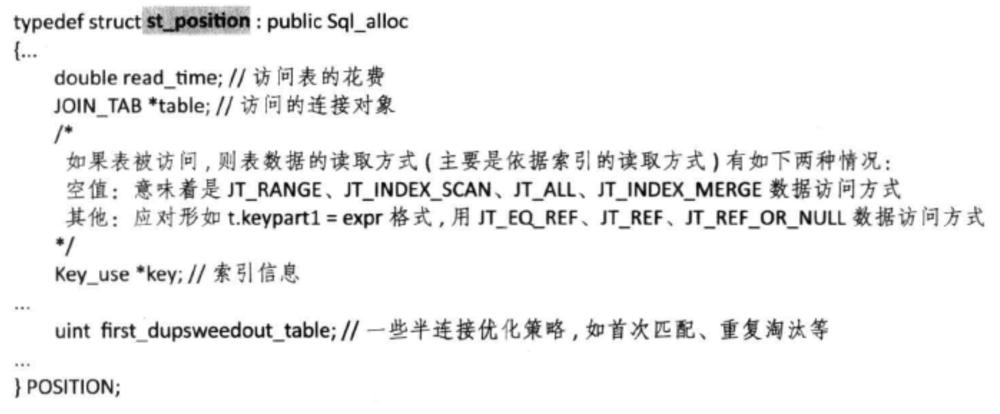 typedef struct st_position : public Sql_alloc
{...
double read_time; // 访问表的花费
JOIN_TAB *table; // 访问的连接对象
/*
如果表被访问,则表数据的读取方式(主要是依据索引的读取方式)有如下两种情况:
空值: 意味着是 JT_RANGE、JT_INDEX_SCAN、JT_ALL、JT_INDEX_MERGE 数据访问方式
其他: 应对形如 t.keypart1 = expr 格式,用 JT_EQ_REF、JT_REF、JT_REF_OR_NULL 数据访问方式
*/
Key_use *key; // 索引信息
...
uint first_dupsweedout_table; // 一些半连接优化策略,如首次匹配、重复淘汰等
...
} POSITION;